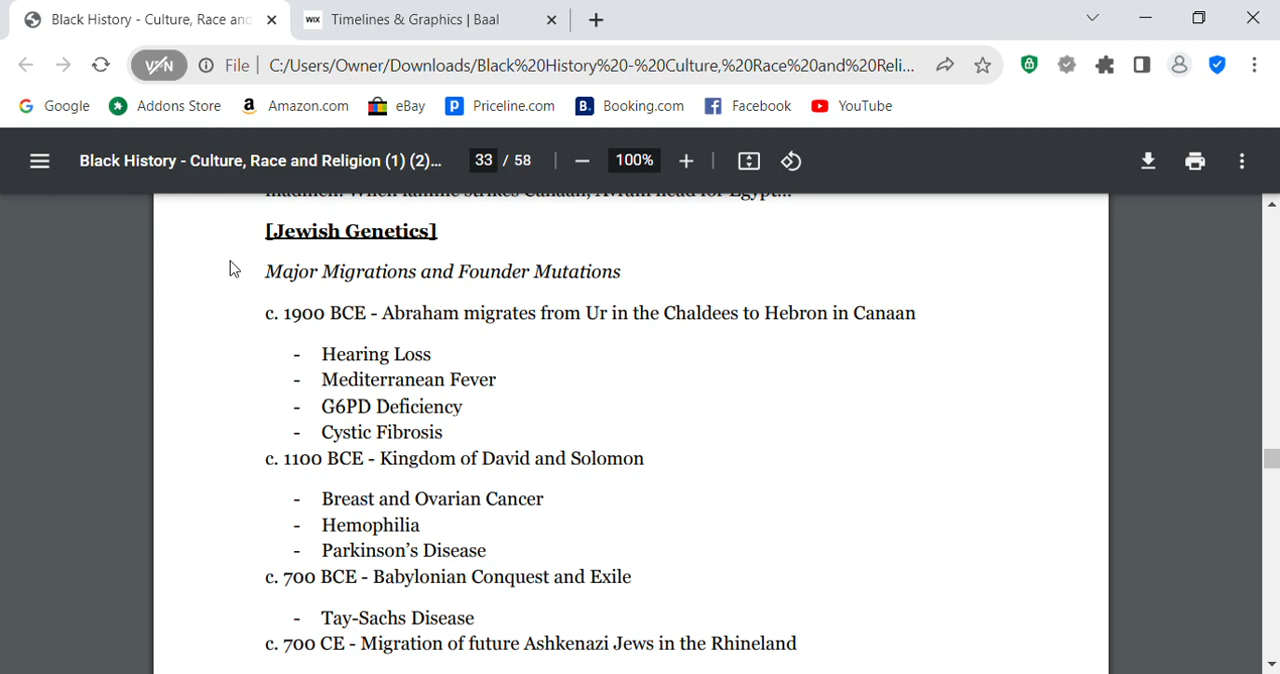 Black History - Culture, Race and
WIX Timelines & Graphics | Baal
VPN File C:/Users/Owner/Downloads/Black%20History%20-%20Culture,%20Race%20and%20Reli...
Google Addons Store Amazon.com eBay Priceline.com Booking.com Facebook YouTube
Black History - Culture, Race and Religion (1) (2)... 33 / 58 100%
[Jewish Genetics]
Major Migrations and Founder Mutations
c. 1900 BCE - Abraham migrates from Ur in the Chaldees to Hebron in Canaan
- Hearing Loss
- Mediterranean Fever
- G6PD Deficiency
- Cystic Fibrosis
c. 1100 BCE - Kingdom of David and Solomon
- Breast and Ovarian Cancer
- Hemophilia
- Parkinson's Disease
c. 700 BCE - Babylonian Conquest and Exile
- Tay-Sachs Disease
c. 700 CE - Migration of future Ashkenazi Jews in the Rhineland